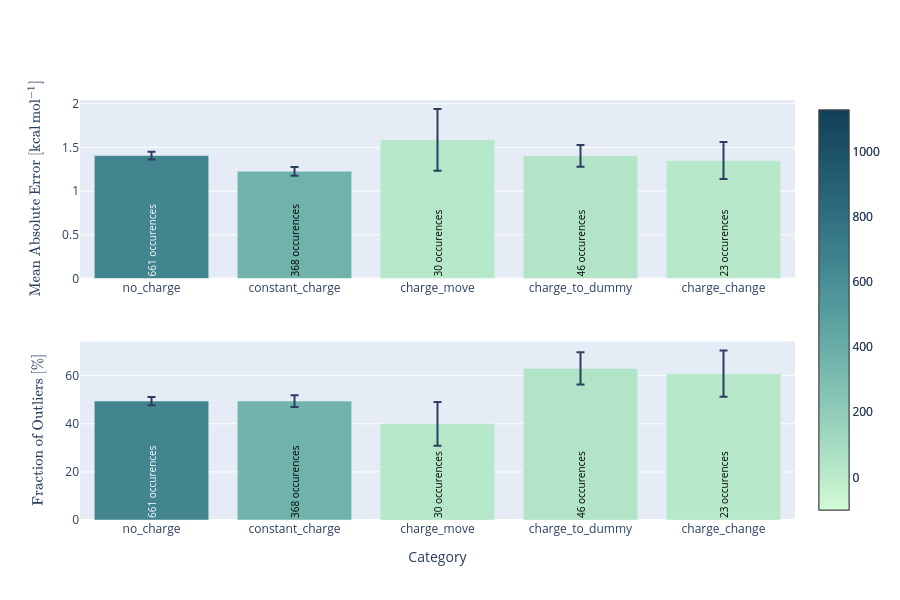 Mean Absolute Error [kcal mol⁻¹]
2
1.5
1
0.5
0
661 occurences
368 occurences
30 occurences
46 occurences
23 occurences
no_charge
constant_charge
charge_move
charge_to_dummy
charge_change
Fraction of Outliers [%]
60
40
20
0
661 occurences
368 occurences
30 occurences
46 occurences
23 occurences
no_charge
constant_charge
charge_move
charge_to_dummy
charge_change
Category
1000
800
600
400
200
0